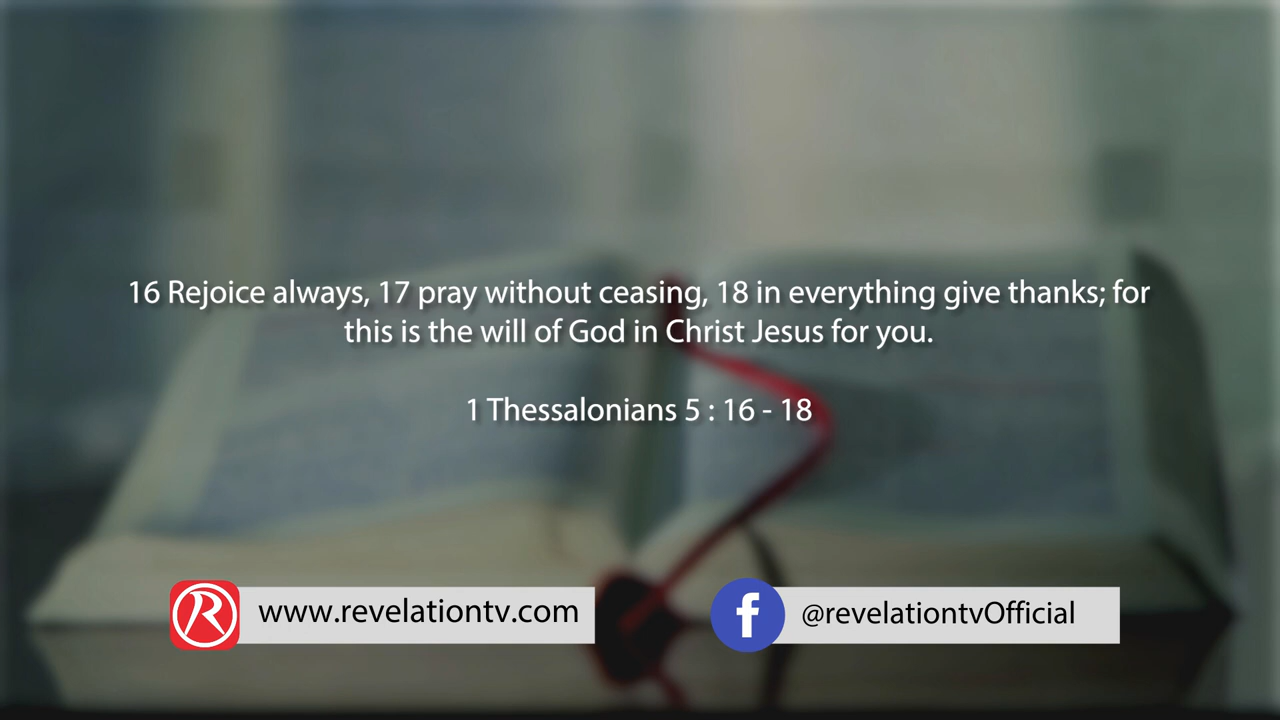 16 Rejoice always, 17 pray without ceasing, 18 in everything give thanks; for
this is the will of God in Christ Jesus for you.
1 Thessalonians 5 : 16 - 18
R www.revelationtv.com
f @revelationtvOfficial